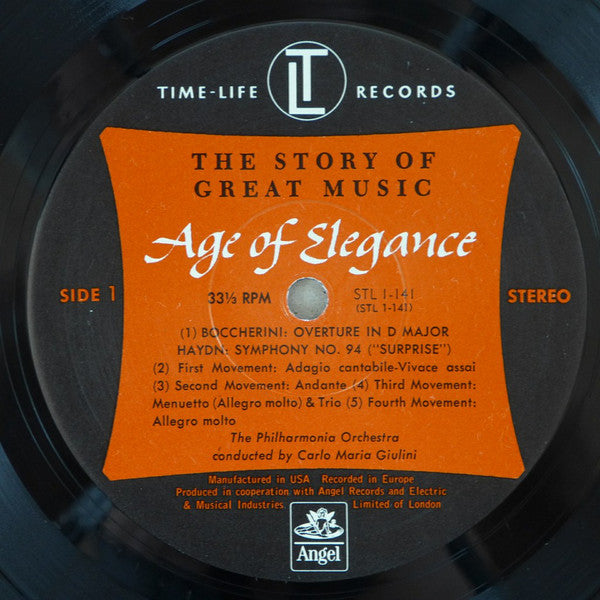 TIME-LIFE LT RECORDS
THE STORY OF
GREAT MUSIC
Age of Elegance
SIDE 1 33⅓ RPM STL 1-141 STEREO
(STL 1-141)
(1) BOCCHERINI: OVERTURE IN D MAJOR
HAYDN: SYMPHONY NO. 94 ("SURPRISE")
(2) First Movement: Adagio cantabile-Vivace assai
(3) Second Movement: Andante (4) Third Movement:
Menuetto (Allegro molto) & Trio (5) Fourth Movement:
Allegro molto
The Philharmonia Orchestra
conducted by Carlo Maria Giulini
Manufactured in USA Recorded in Europe
Produced in cooperation with Angel Records and Electric
& Musical Industries. Limited of London
Angel